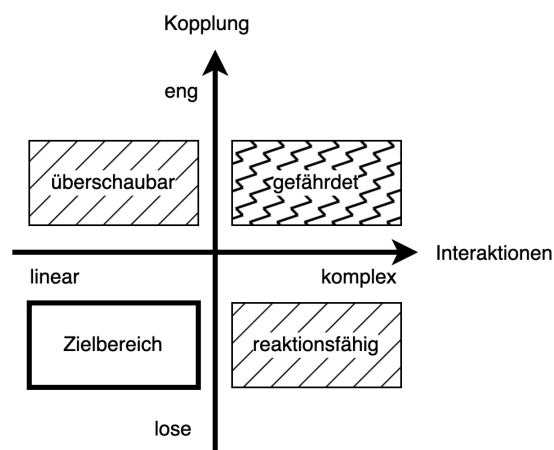 Kopplung
eng
überschaubar
gefährdet
Interaktionen
linear
komplex
Zielbereich
reaktionsfähig
lose